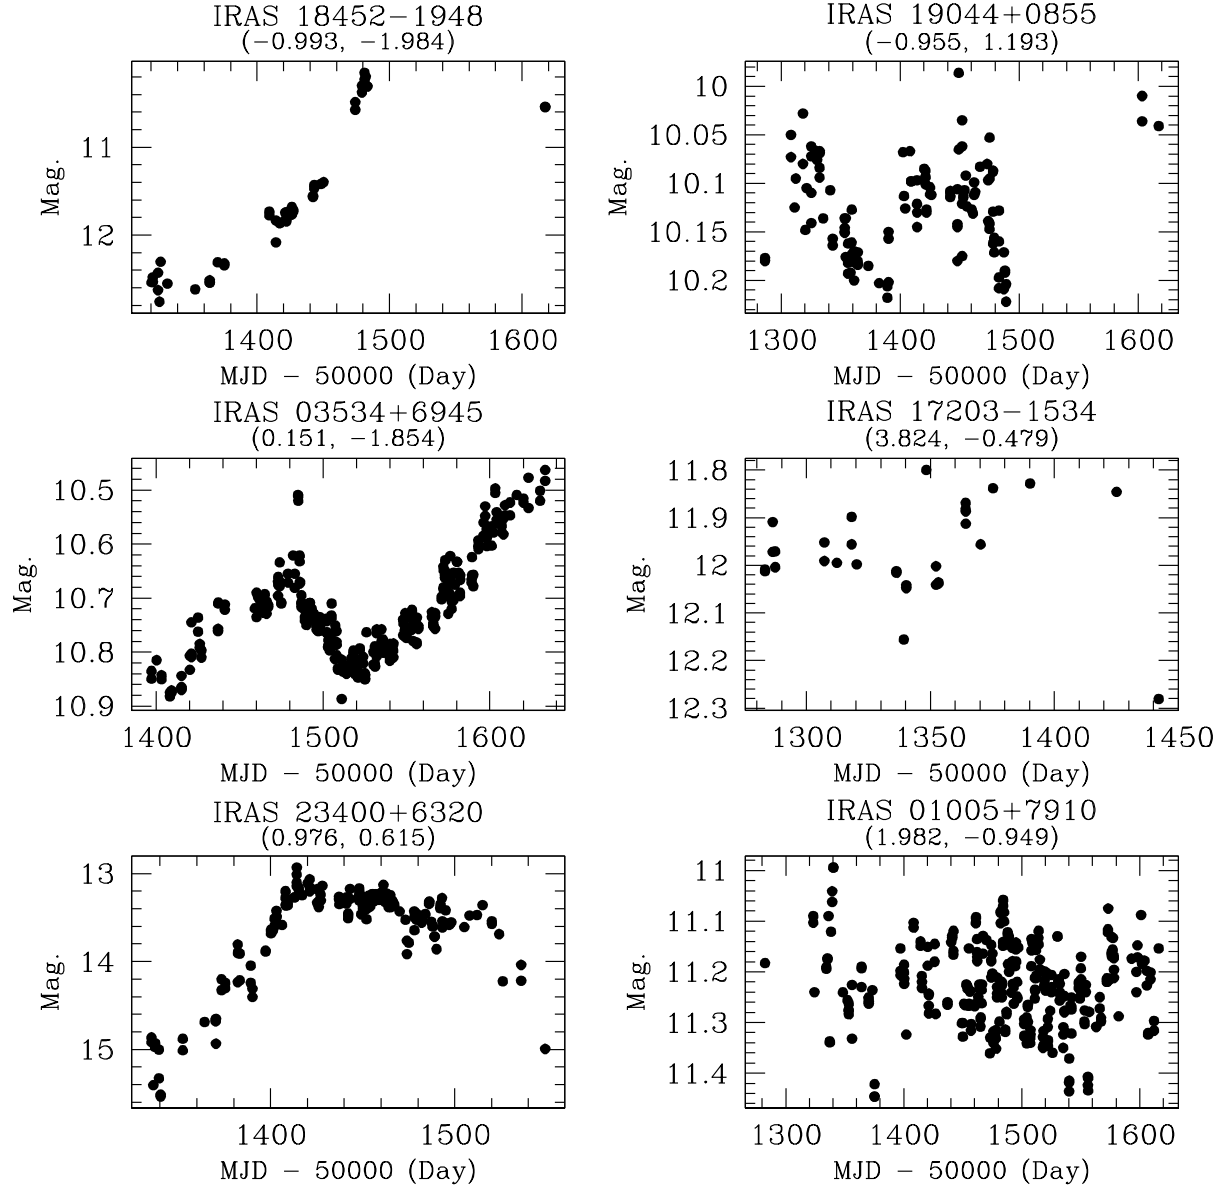 IRAS 18452−1948
(−0.993, −1.984)
11
12
Mag.
1400 1500 1600
MJD − 50000 (Day)
IRAS 19044+0855
(−0.955, 1.193)
10
10.05
10.1
10.15
10.2
Mag.
1300 1400 1500 1600
MJD − 50000 (Day)
IRAS 03534+6945
(0.151, −1.854)
10.5
10.6
10.7
10.8
10.9
Mag.
1400 1500 1600
MJD − 50000 (Day)
IRAS 17203−1534
(3.824, −0.479)
11.8
11.9
12.0
12.1
12.2
12.3
Mag.
1300 1350 1400 1450
MJD − 50000 (Day)
IRAS 23400+6320
(0.976, 0.615)
13
14
15
Mag.
1400 1500
MJD − 50000 (Day)
IRAS 01005+7910
(1.982, −0.949)
11
11.1
11.2
11.3
11.4
Mag.
1300 1400 1500 1600
MJD − 50000 (Day)